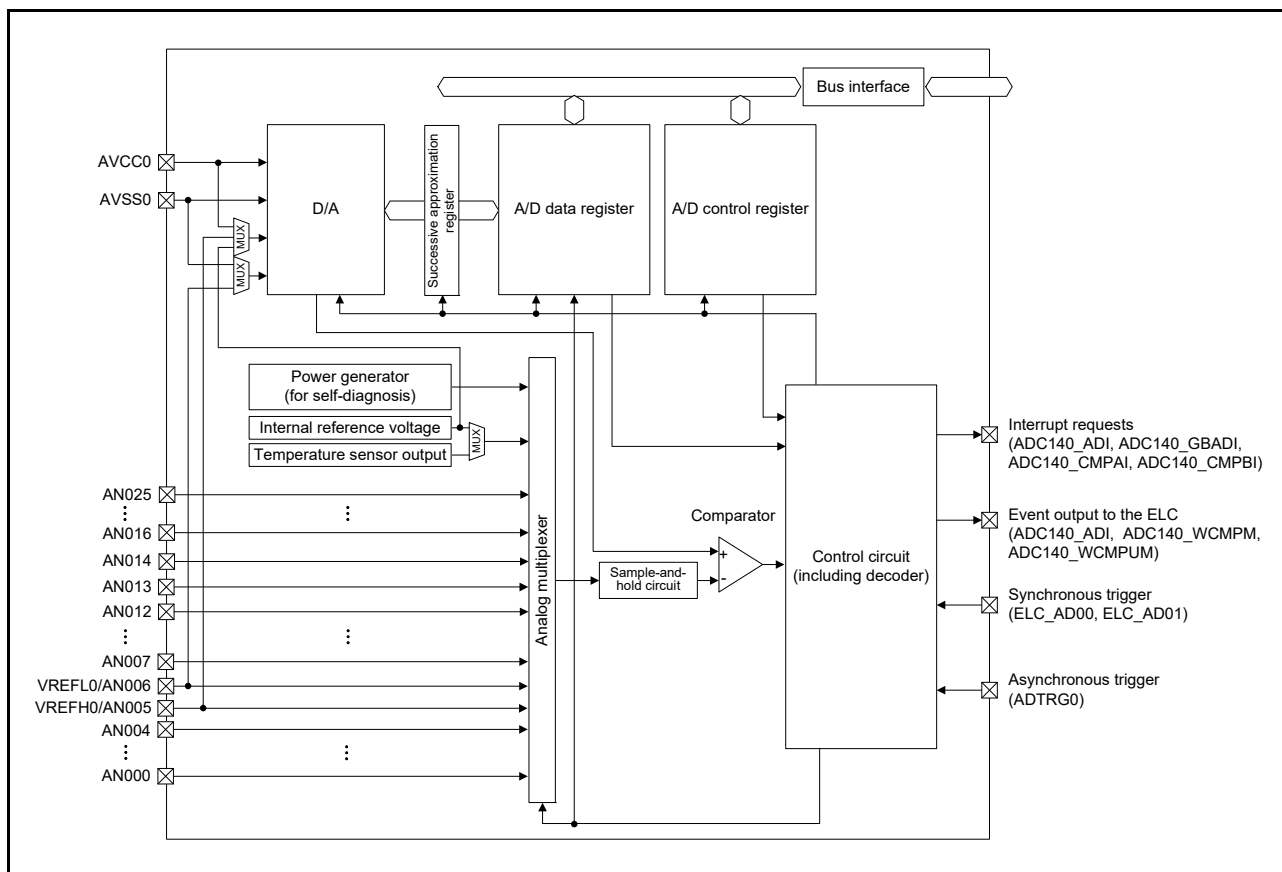 Bus interface
AVCC0
AVSS0
MUX
MUX
D/A
Successive approximation
register
A/D data register
A/D control register
Power generator
(for self-diagnosis)
Internal reference voltage
Temperature sensor output
MUX
Analog multiplexer
AN025
AN016
AN014
AN013
AN012
AN007
VREFL0/AN006
VREFH0/AN005
AN004
AN000
Comparator
+
-
Sample-and-
hold circuit
Control circuit
(including decoder)
Interrupt requests
(ADC140_ADI, ADC140_GBADI,
ADC140_CMPAI, ADC140_CMPBI)
Event output to the ELC
(ADC140_ADI, ADC140_WCMPM,
ADC140_WCMPUM)
Synchronous trigger
(ELC_AD00, ELC_AD01)
Asynchronous trigger
(ADTRG0)